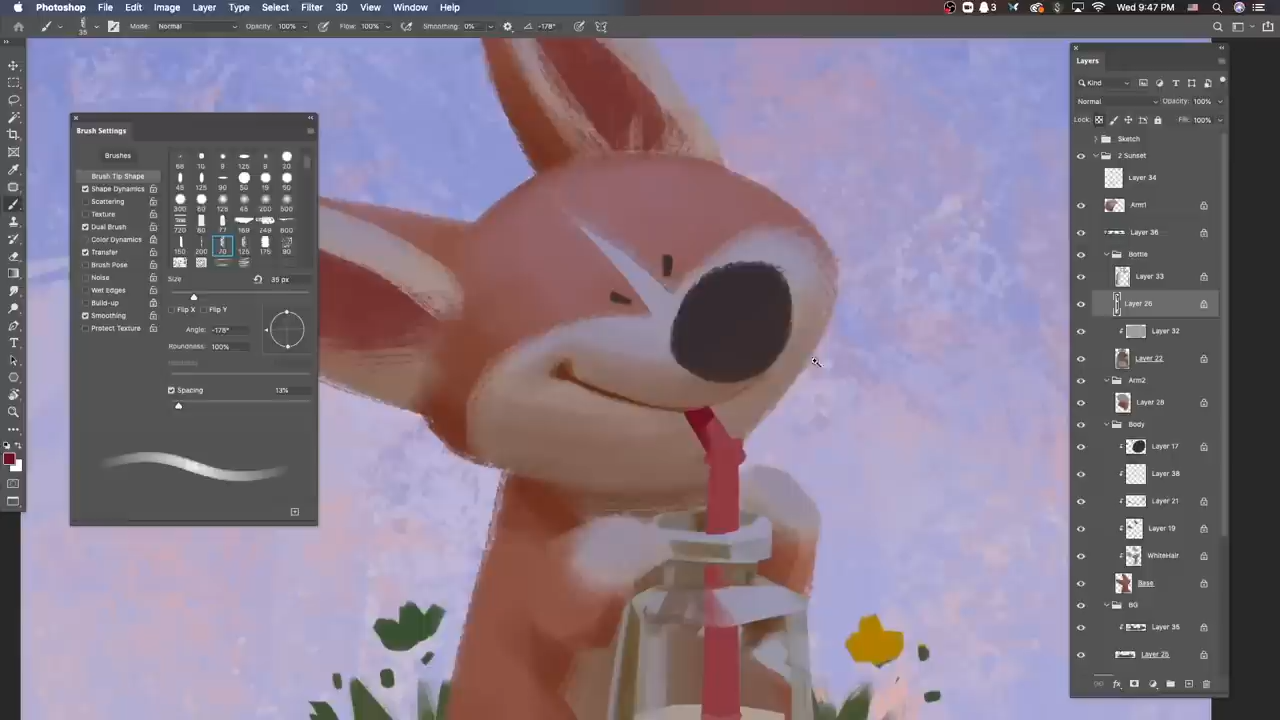 Photoshop File Edit Image Layer Type Select Filter 3D View Window Help 3 Wed 9:47 PM
35 Mode: Normal Opacity: 100% Flow: 100% Smoothing: 0% -178°
Brush Settings
Brushes
Brush Tip Shape
Shape Dynamics
Scattering
Texture
Dual Brush
Color Dynamics
Transfer
Brush Pose
Noise
Wet Edges
Build-up
Smoothing
Protect Texture
Size 35 px
Flip X Flip Y
Angle: -178°
Roundness: 100%
Spacing 13%
Layers
Kind
Normal Opacity: 100%
Lock: Fill: 100%
Sketch
2 Sunset
Layer 34
Arm1
Layer 36
Bottle
Layer 33
Layer 26
Layer 32
Layer 22
Arm2
Layer 28
Body
Layer 17
Layer 38
Layer 21
Layer 19
WhiteHair
Base
BG
Layer 35
Layer 25